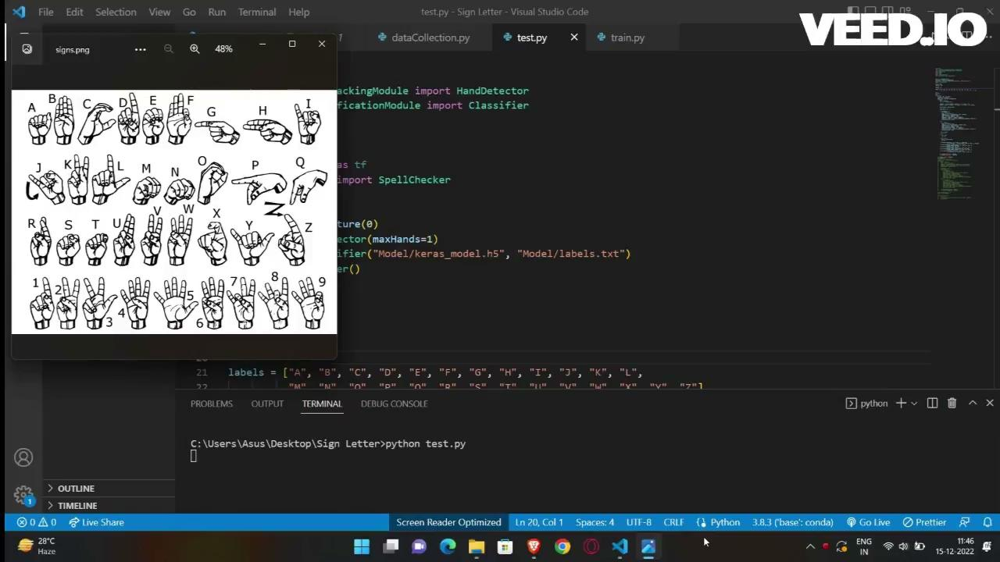 File Edit Selection View Go Run Terminal Help
test.py - Sign Letter - Visual Studio Code
VEED.IO
signs.png
48%
1
dataCollection.py
test.py
train.py
ackingModule import HandDetector
ificationModule import Classifier
as tf
import SpellChecker
ture(0)
ector(maxHands=1)
ifier("Model/keras_model.h5", "Model/labels.txt")
er()
A B C D E F G H I
J K L M N O P Q
R S T U V W X Y Z
Z
1 2 3 4 5 6 7 8 9
20
21 labels = ["A", "B", "C", "D", "E", "F", "G", "H", "I", "J", "K", "L",
22 "M", "N", "O", "P", "Q", "R", "S", "T", "U", "V", "W", "X", "Y", "Z"]
PROBLEMS OUTPUT TERMINAL DEBUG CONSOLE
python
C:\Users\Asus\Desktop\Sign Letter>python test.py
OUTLINE
TIMELINE
1
0 0 Live Share
Screen Reader Optimized Ln 20, Col 1 Spaces: 4 UTF-8 CRLF Python 3.8.3 ('base': conda) Go Live Prettier
28°C
Haze
ENG
IN
11:46
15-12-2022